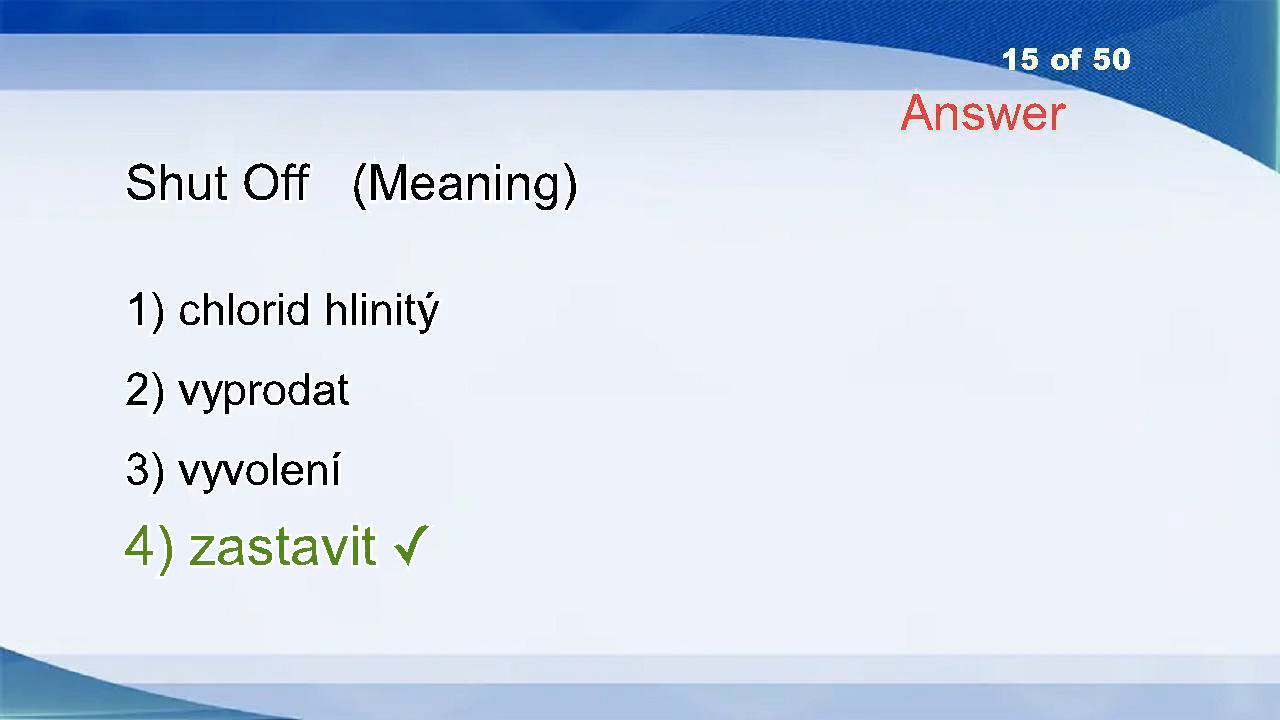 15 of 50
Answer
Shut Off (Meaning)
1) chlorid hlinitý
2) vyprodat
3) vyvolení
4) zastavit ✓